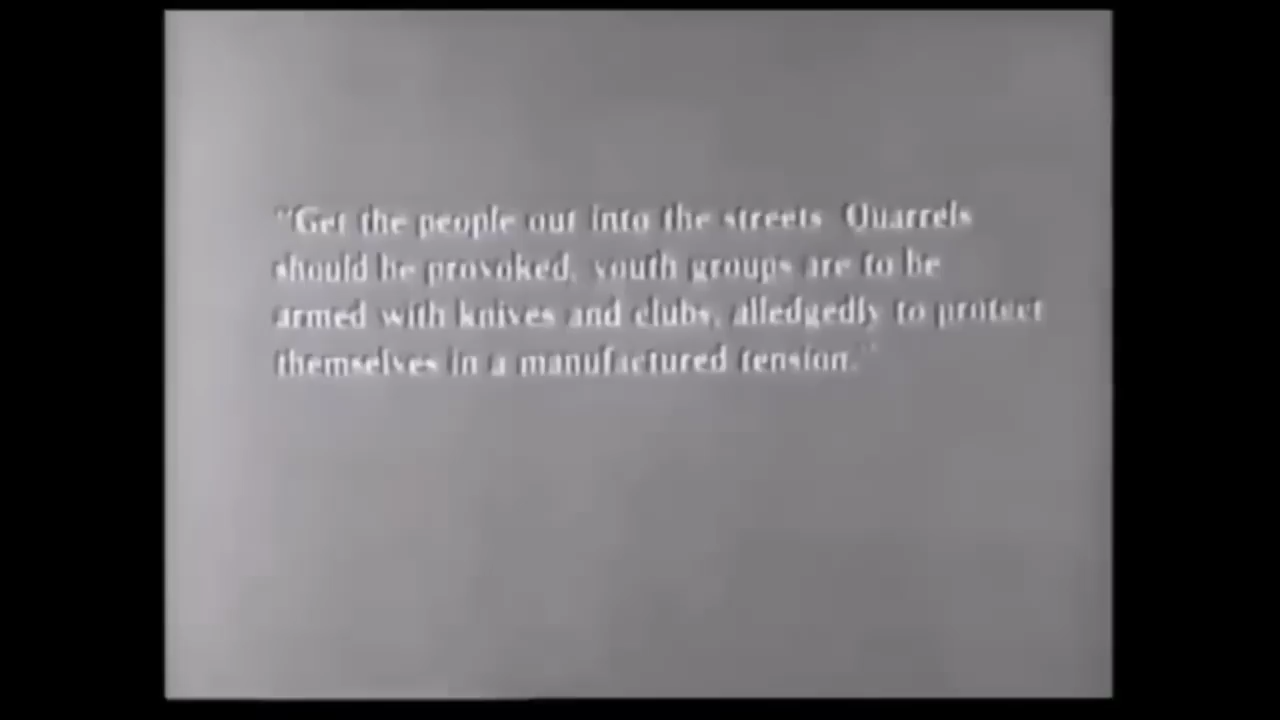 "Get the people out into the streets. Quarrels
should be provoked, youth groups are to be
armed with knives and clubs, alledgedly to protect
themselves in a manufactured tension."